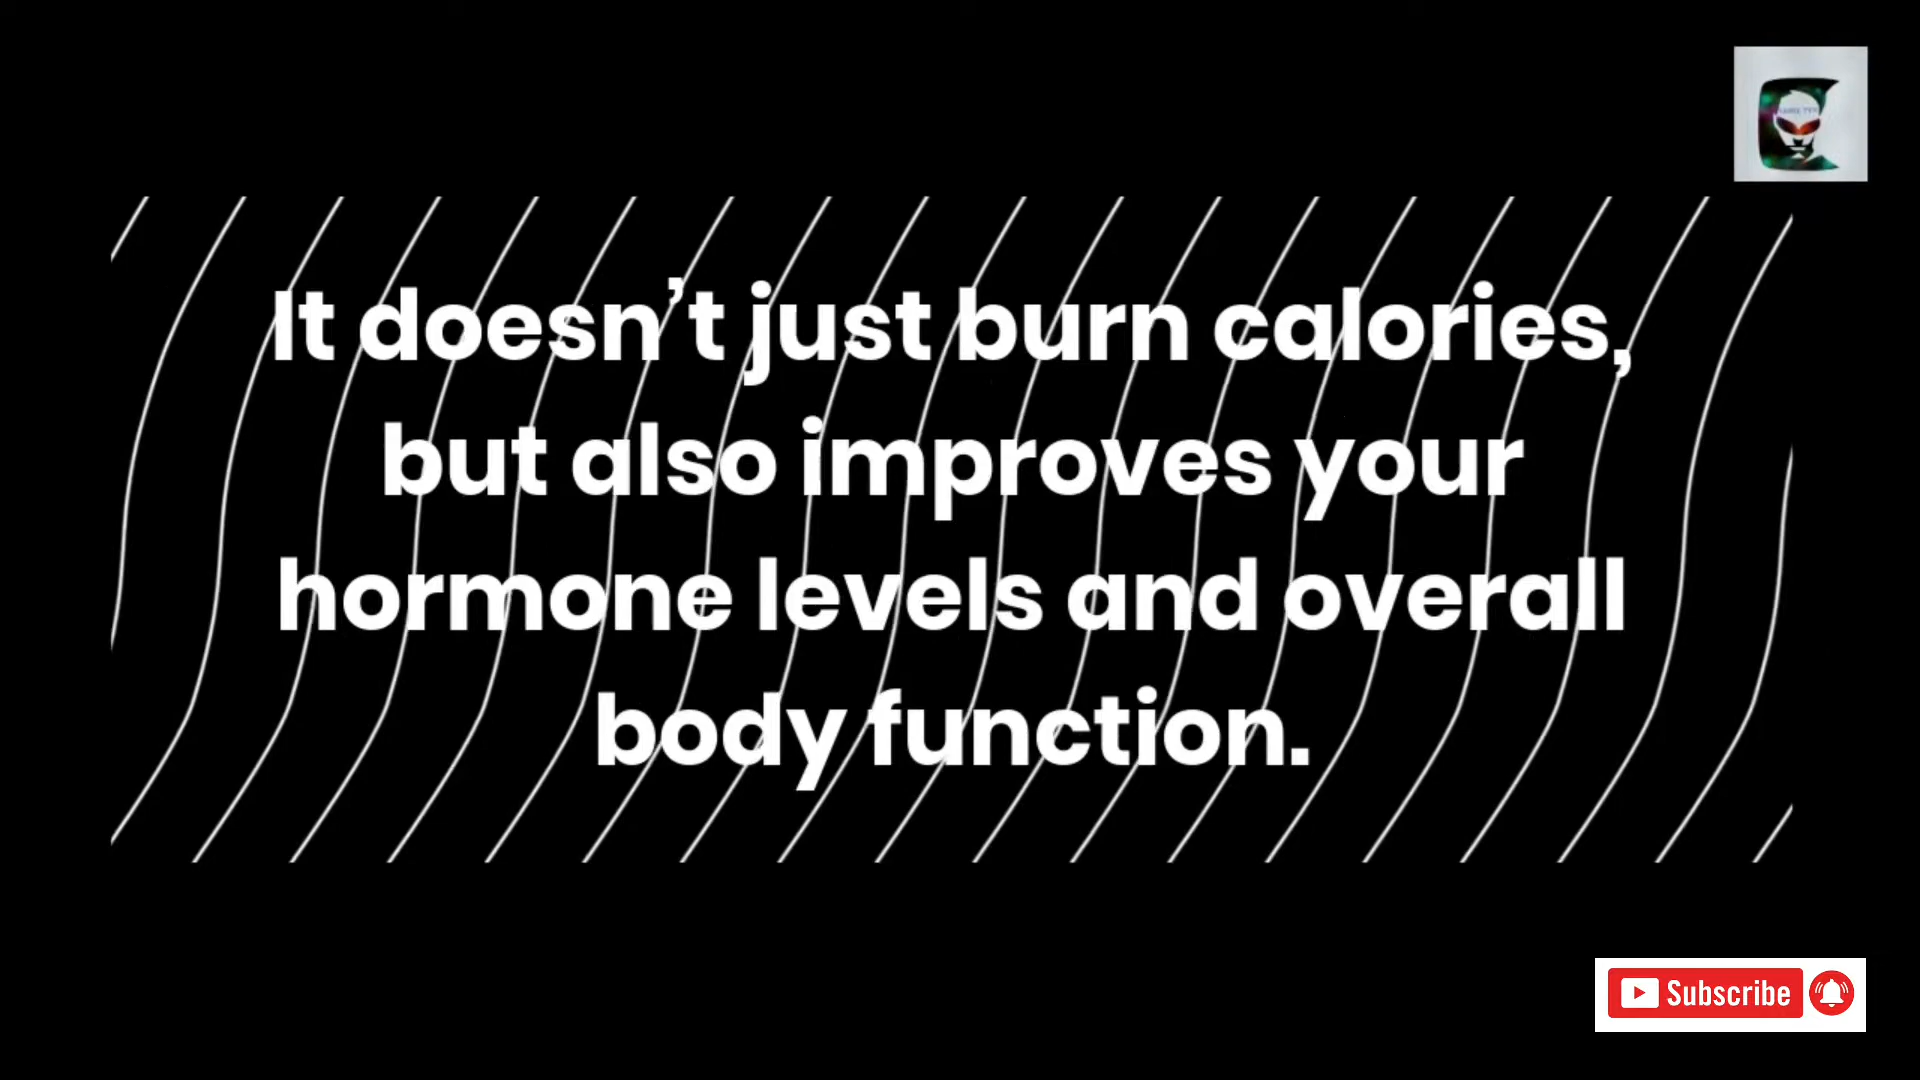 It doesn’t just burn calories,
but also improves your
hormone levels and overall
body function.
Subscribe